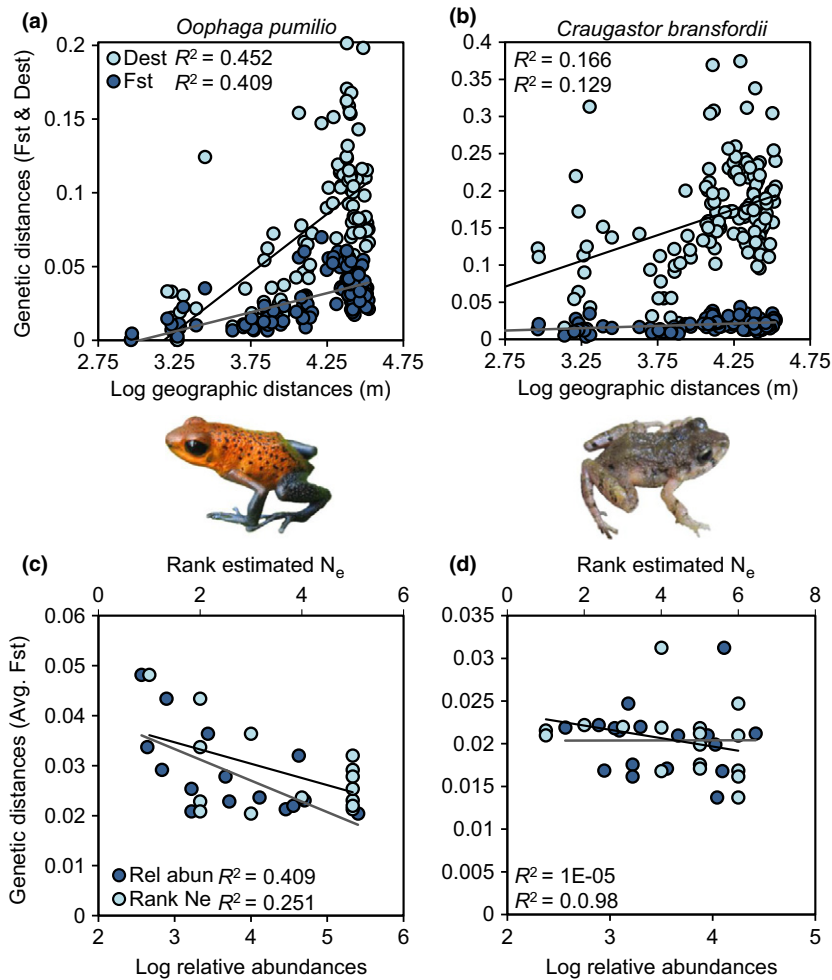 (a) Oophaga pumilio
Dest R² = 0.452
Fst R² = 0.409
Genetic distances (Fst & Dest)
0.2
0.15
0.1
0.05
0
2.75 3.25 3.75 4.25 4.75
Log geographic distances (m)
(b) Craugastor bransfordii
R² = 0.166
R² = 0.129
0.4
0.35
0.3
0.25
0.2
0.15
0.1
0.05
0
2.75 3.25 3.75 4.25 4.75
Log geographic distances (m)
(c) Rank estimated Nₑ
0 2 4 6
Genetic distances (Avg. Fst)
0.06
0.05
0.04
0.03
0.02
0.01
0
Rel abun R² = 0.409
Rank Ne R² = 0.251
2 3 4 5 6
Log relative abundances
(d) Rank estimated Nₑ
0 2 4 6 8
0.035
0.03
0.025
0.02
0.015
0.01
0.005
0
R² = 1E-05
R² = 0.0.98
2 3 4 5
Log relative abundances